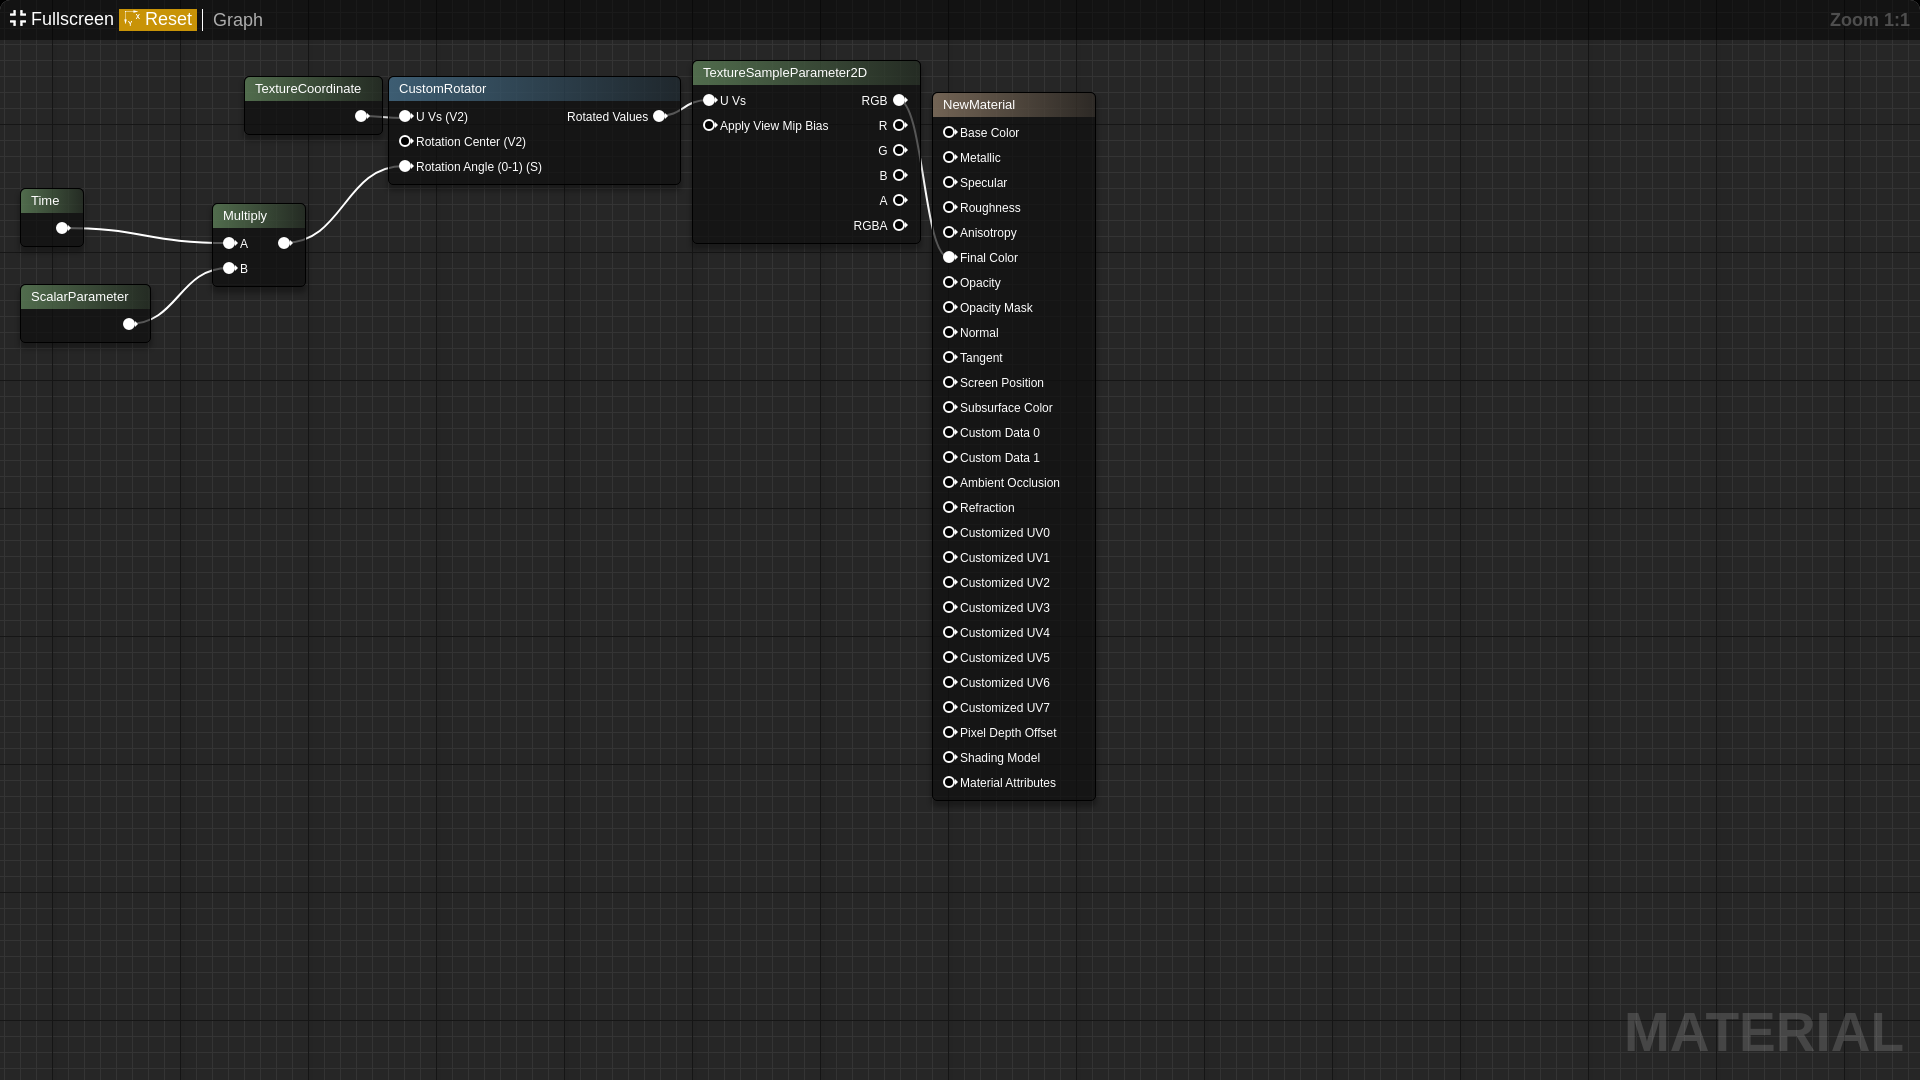 Fullscreen Reset Graph Zoom 1:1
TextureCoordinate
CustomRotator
U Vs (V2) Rotated Values
Rotation Center (V2)
Rotation Angle (0-1) (S)
TextureSampleParameter2D
U Vs RGB
Apply View Mip Bias R
G
B
A
RGBA
Time
Multiply
A
B
ScalarParameter
NewMaterial
Base Color
Metallic
Specular
Roughness
Anisotropy
Final Color
Opacity
Opacity Mask
Normal
Tangent
Screen Position
Subsurface Color
Custom Data 0
Custom Data 1
Ambient Occlusion
Refraction
Customized UV0
Customized UV1
Customized UV2
Customized UV3
Customized UV4
Customized UV5
Customized UV6
Customized UV7
Pixel Depth Offset
Shading Model
Material Attributes
MATERIAL